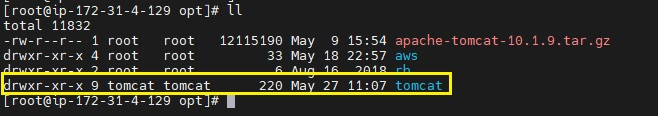 [root@ip-172-31-4-129 opt]# ll
total 11832
-rw-r--r-- 1 root   root   12115190 May  9 15:54 apache-tomcat-10.1.9.tar.gz
drwxr-xr-x 4 root   root         33 May 18 22:57 aws
drwxr-xr-x 2 root   root          6 Aug 16  2018 rh
drwxr-xr-x 9 tomcat tomcat      220 May 27 11:07 tomcat
[root@ip-172-31-4-129 opt]#